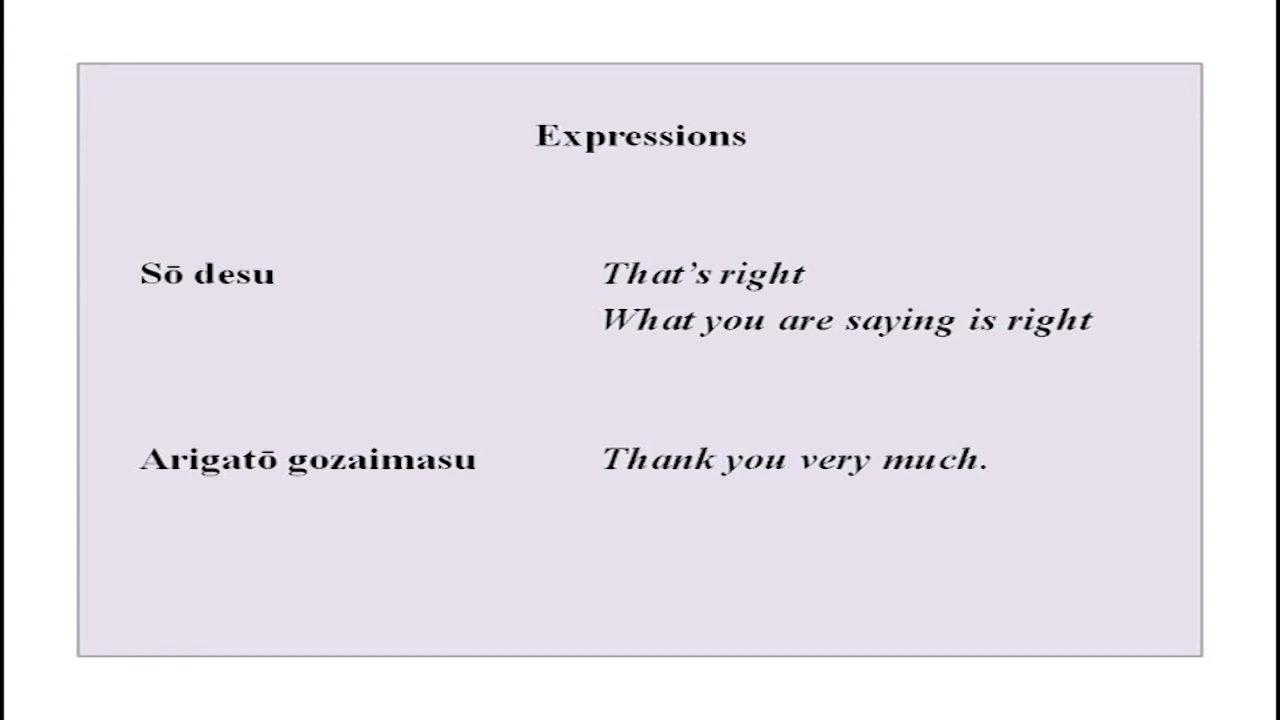 Expressions
Sō desu That's right
What you are saying is right
Arigatō gozaimasu Thank you very much.